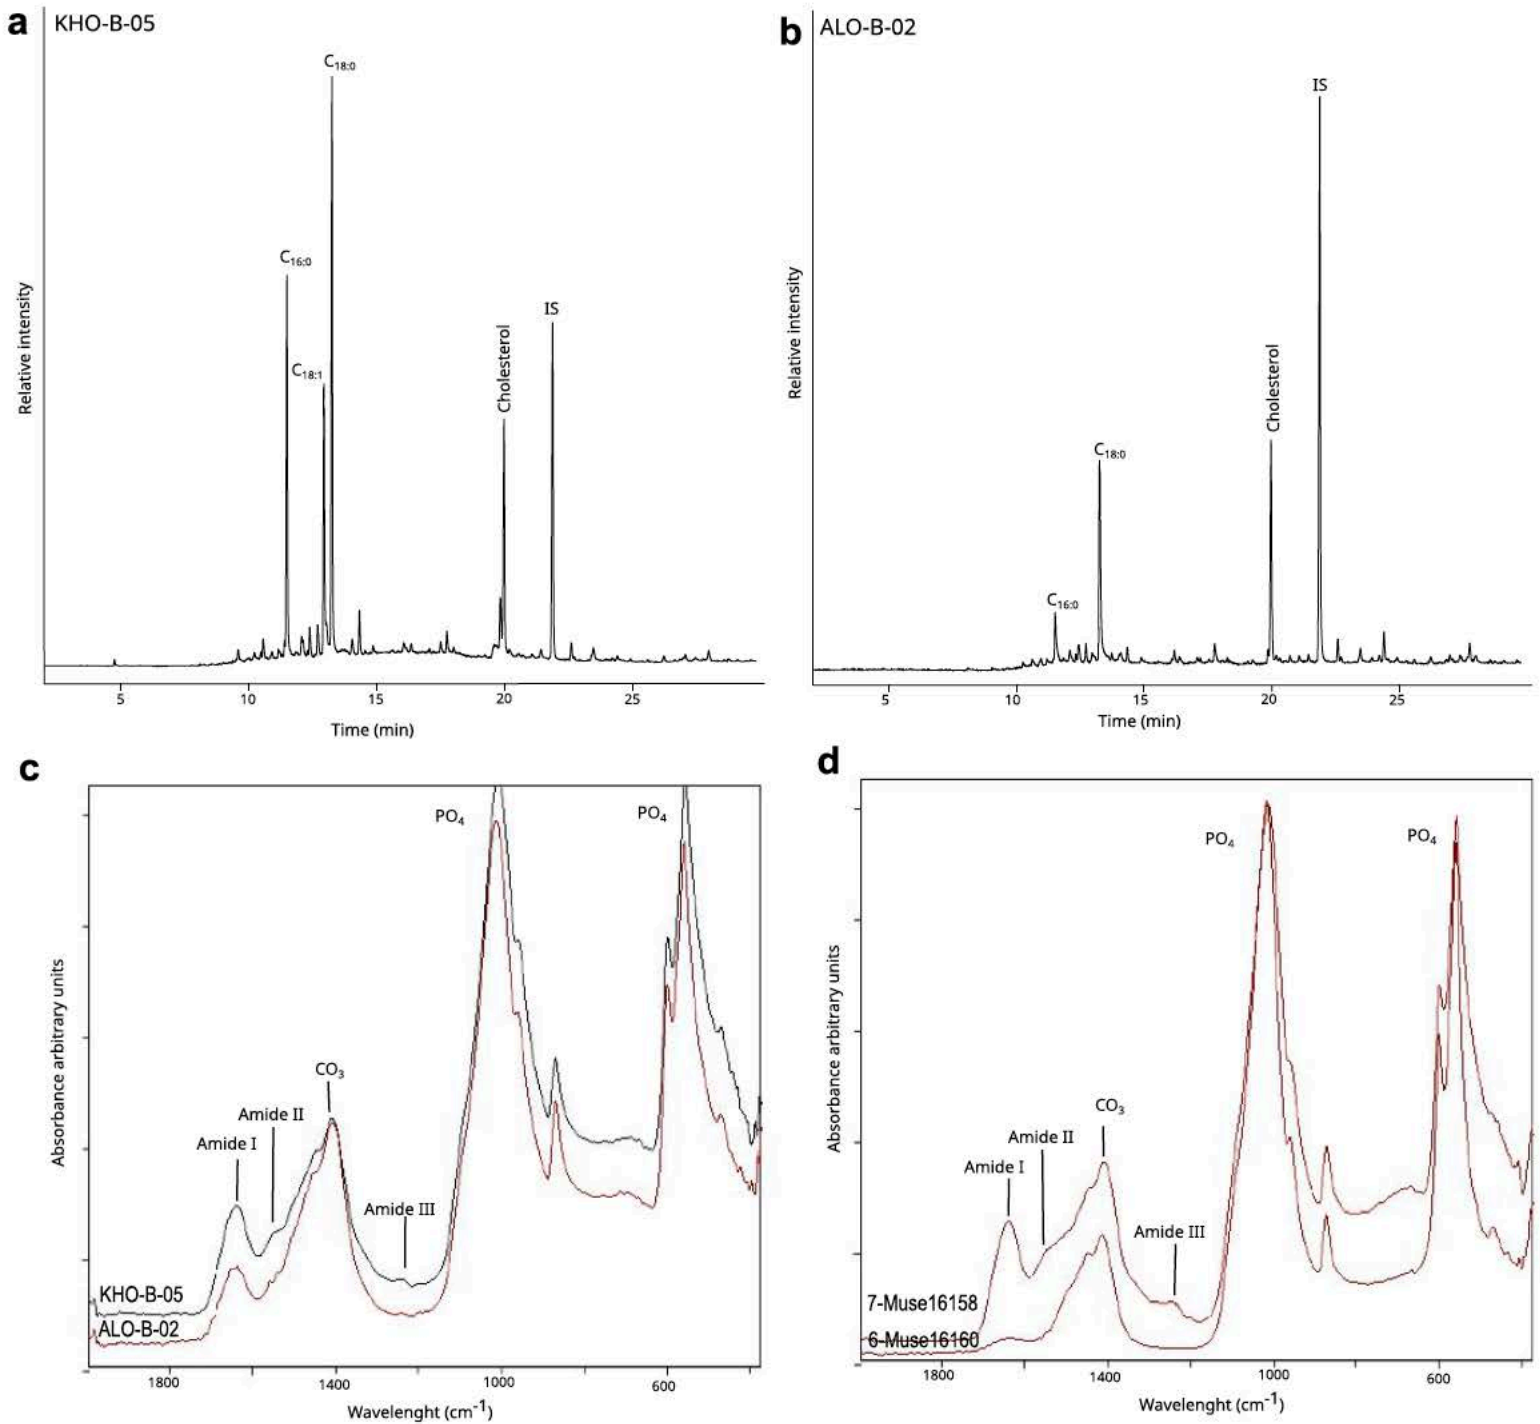 a
KHO-B-05
C18:0
C16:0
C18:1
Cholesterol
IS
Relative intensity
5
10
15
20
25
Time (min)
b
ALO-B-02
IS
Cholesterol
C18:0
C16:0
Relative intensity
5
10
15
20
25
Time (min)
c
PO4
PO4
CO3
Amide II
Amide I
Amide III
KHO-B-05
ALO-B-02
Absorbance arbitrary units
1800
1400
1000
600
Wavelenght (cm-1)
d
PO4
PO4
CO3
Amide II
Amide I
Amide III
7-Muse16158
6-Muse16160
Absorbance arbitrary units
1800
1400
1000
600
Wavelenght (cm-1)